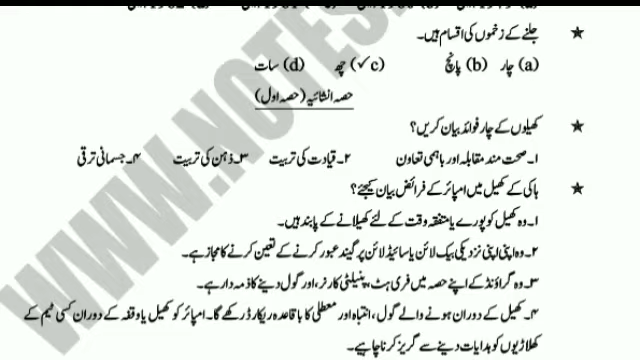 جلنے کے زخموں کی اقسام ہیں۔ ★
(a) چار (b) پانچ (c✓) چھ (d) سات
حصہ انشائیہ (حصہ اول)
★ کھیلوں کے چار فوائد بیان کریں؟
۱۔ صحت مند مقابلہ اور باہمی تعاون ۲۔ قیادت کی تربیت ۳۔ ذہن کی تربیت ۴۔ جسمانی ترقی
★ ہاکی کے کھیل میں امپائر کے فرائض بیان کیجئے؟
۱۔ وہ کھیل کو پورے یا متفقہ وقت کے لئے کھیلانے کے پابند ہیں۔
۲۔ وہ اپنی اپنی نزدیکی بیک لائن یا سائیڈ لائن پر گیند عبور کرنے کے تعین کرنے کا مجاز ہے۔
۳۔ وہ گراؤنڈ کے اپنے حصہ میں فری ہٹ، پینلٹی کارنر، اور گول دینے کا ذمہ دار ہے۔
۴۔ کھیل کے دوران ہونے والے گول، انتباہ اور معطلی کا باقاعدہ ریکارڈ رکھے گا۔ امپائر کو کھیل یا وقفہ کے دوران کسی ٹیم کے
کھلاڑیوں کو ہدایات دینے سے گریز کرنا چاہیے۔
WWW.NOTES